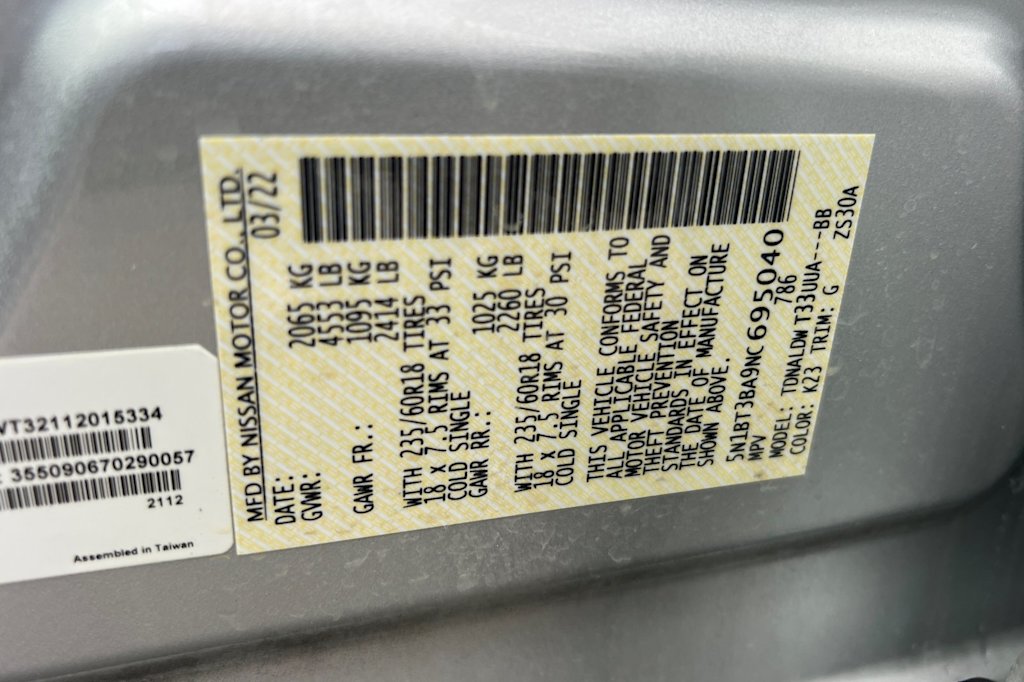 MFD BY NISSAN MOTOR CO., LTD.
DATE: 03/22
GVWR: 2065 KG
4553 LB
GAWR FR.: 1095 KG
2414 LB
WITH 235/60R18 TIRES
18 X 7.5 RIMS AT 33 PSI
COLD SINGLE
GAWR RR.: 1025 KG
2260 LB
WITH 235/60R18 TIRES
18 X 7.5 RIMS AT 30 PSI
COLD SINGLE
THIS VEHICLE CONFORMS TO
ALL APPLICABLE FEDERAL
MOTOR VEHICLE SAFETY AND
THEFT PREVENTION
STANDARDS IN EFFECT ON
THE DATE OF MANUFACTURE
SHOWN ABOVE.
5N1BT3BA9NC695040
MPV 786
MODEL: TDNALDW T33UUA---BB
COLOR: K23 TRIM: G ZS30A
VT32112015334
: 355090670290057
2112
Assembled in Taiwan